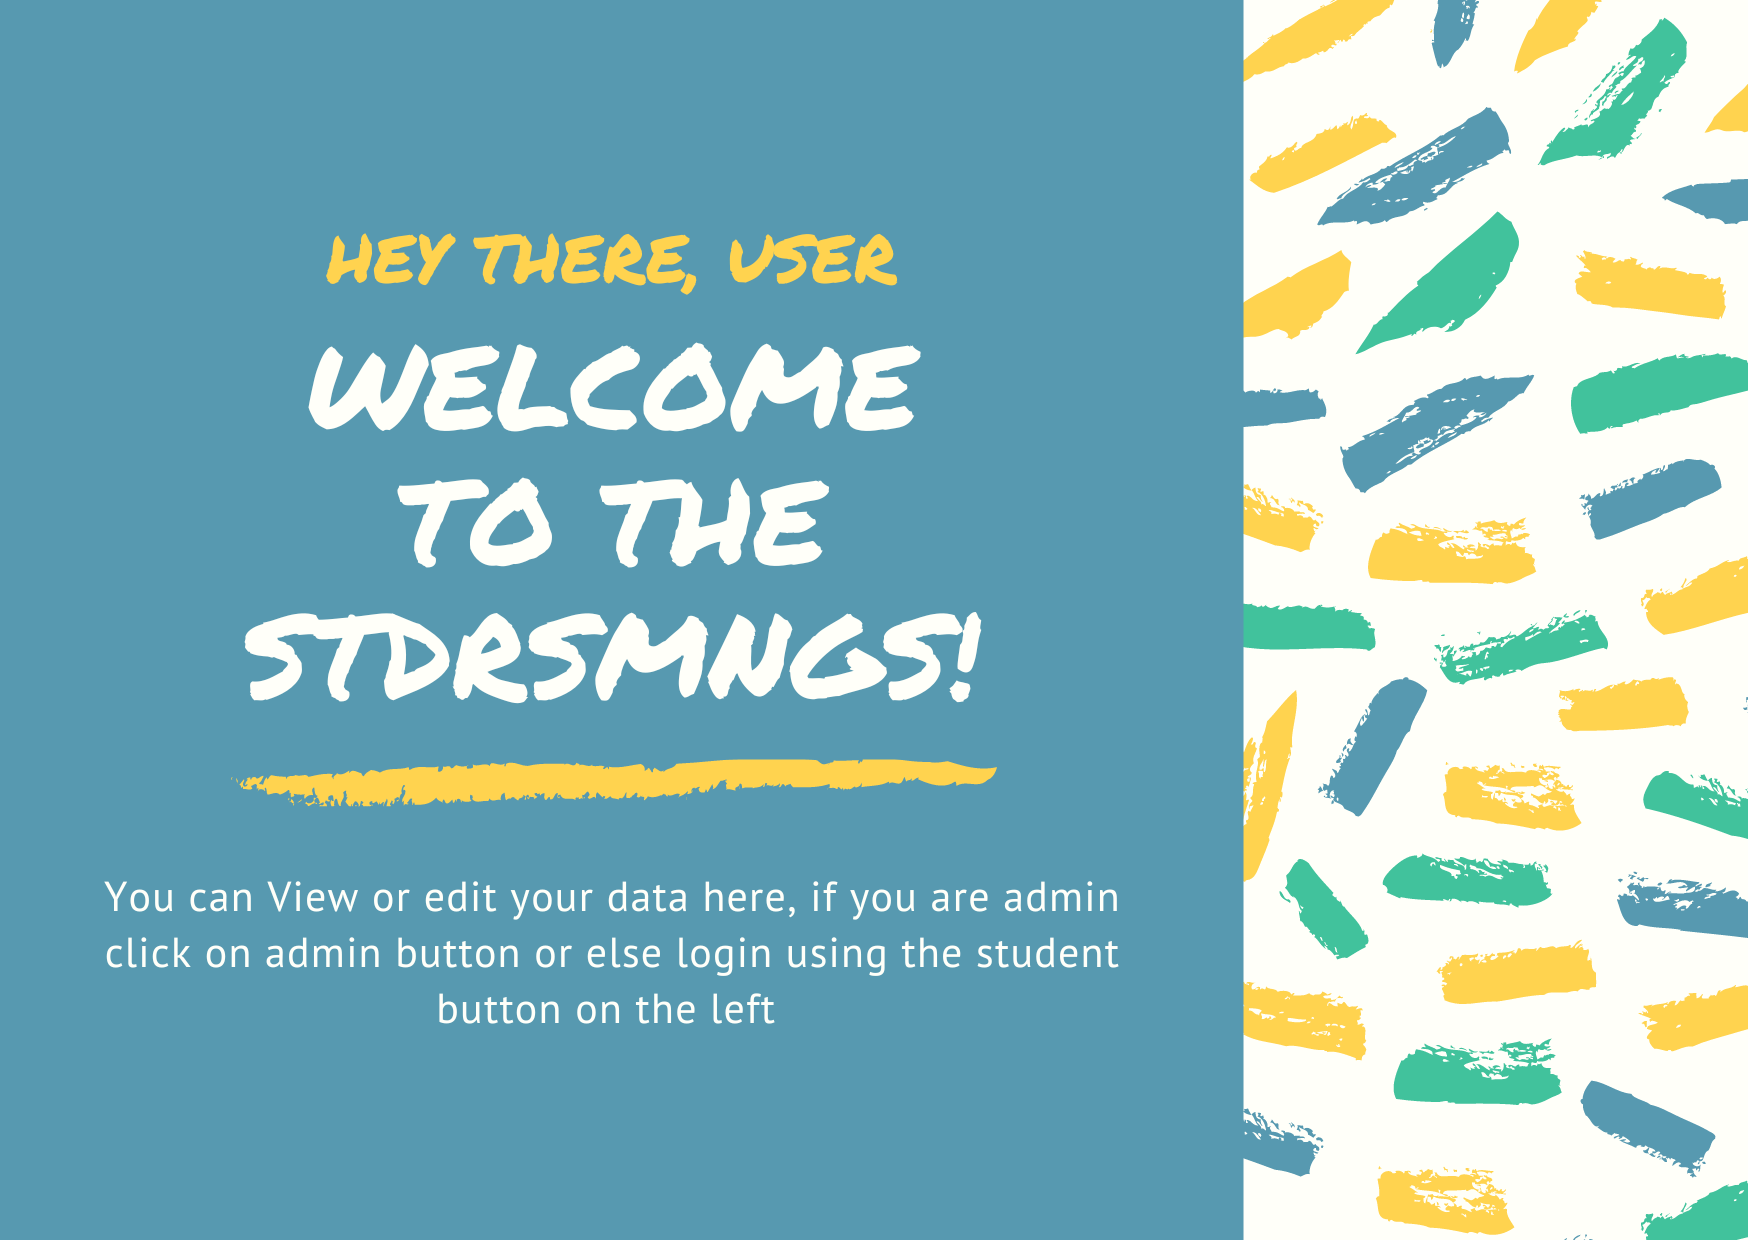 HEY THERE, USER
WELCOME
TO THE
STDRSMNGS!
You can View or edit your data here, if you are admin
click on admin button or else login using the student
button on the left